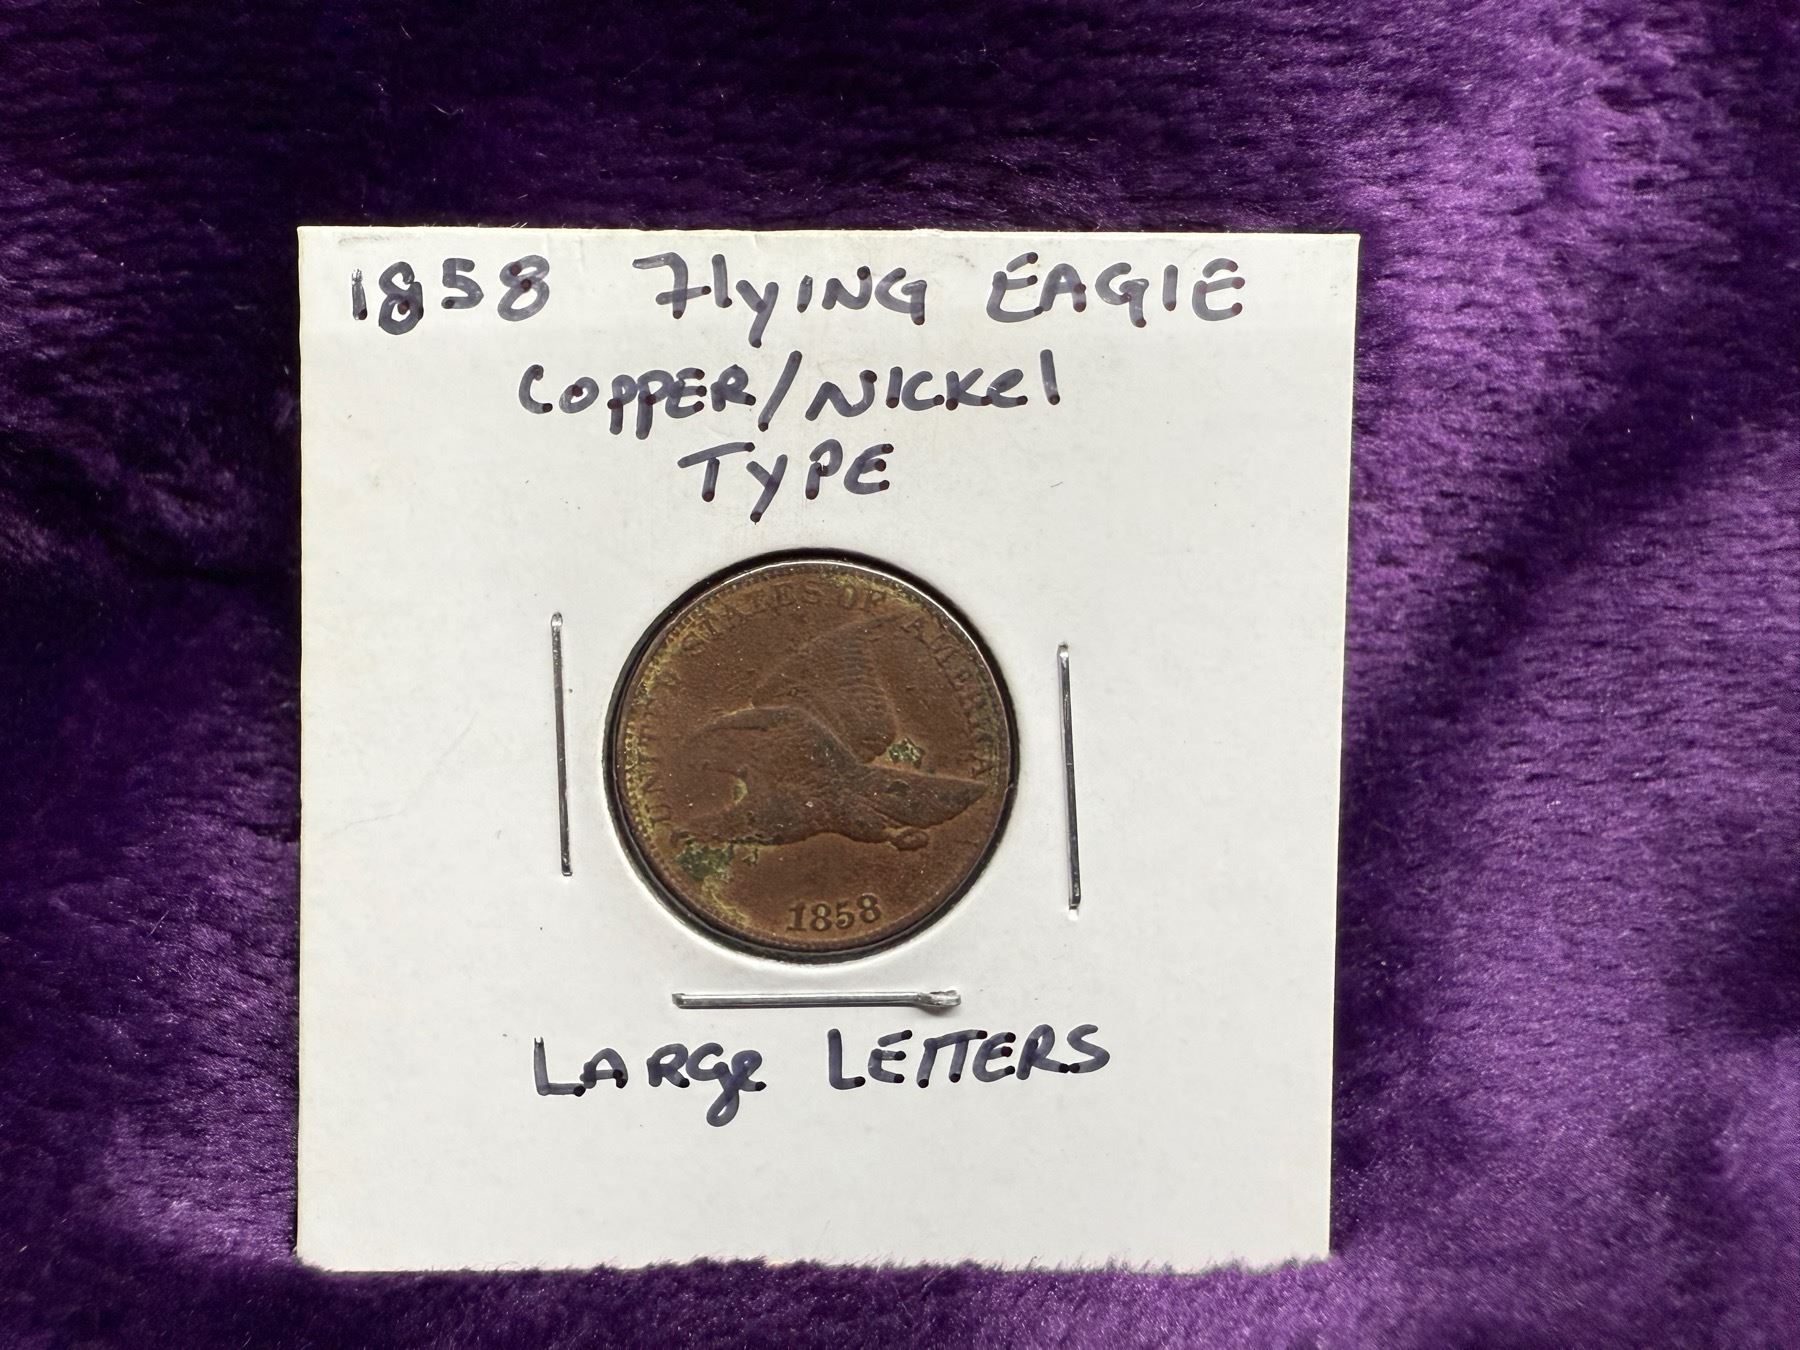 1858 Flying EAGlE
COPPER/NICKel
TyPE
UNITED STATES OF AMERICA
1858
LARge LETTERS